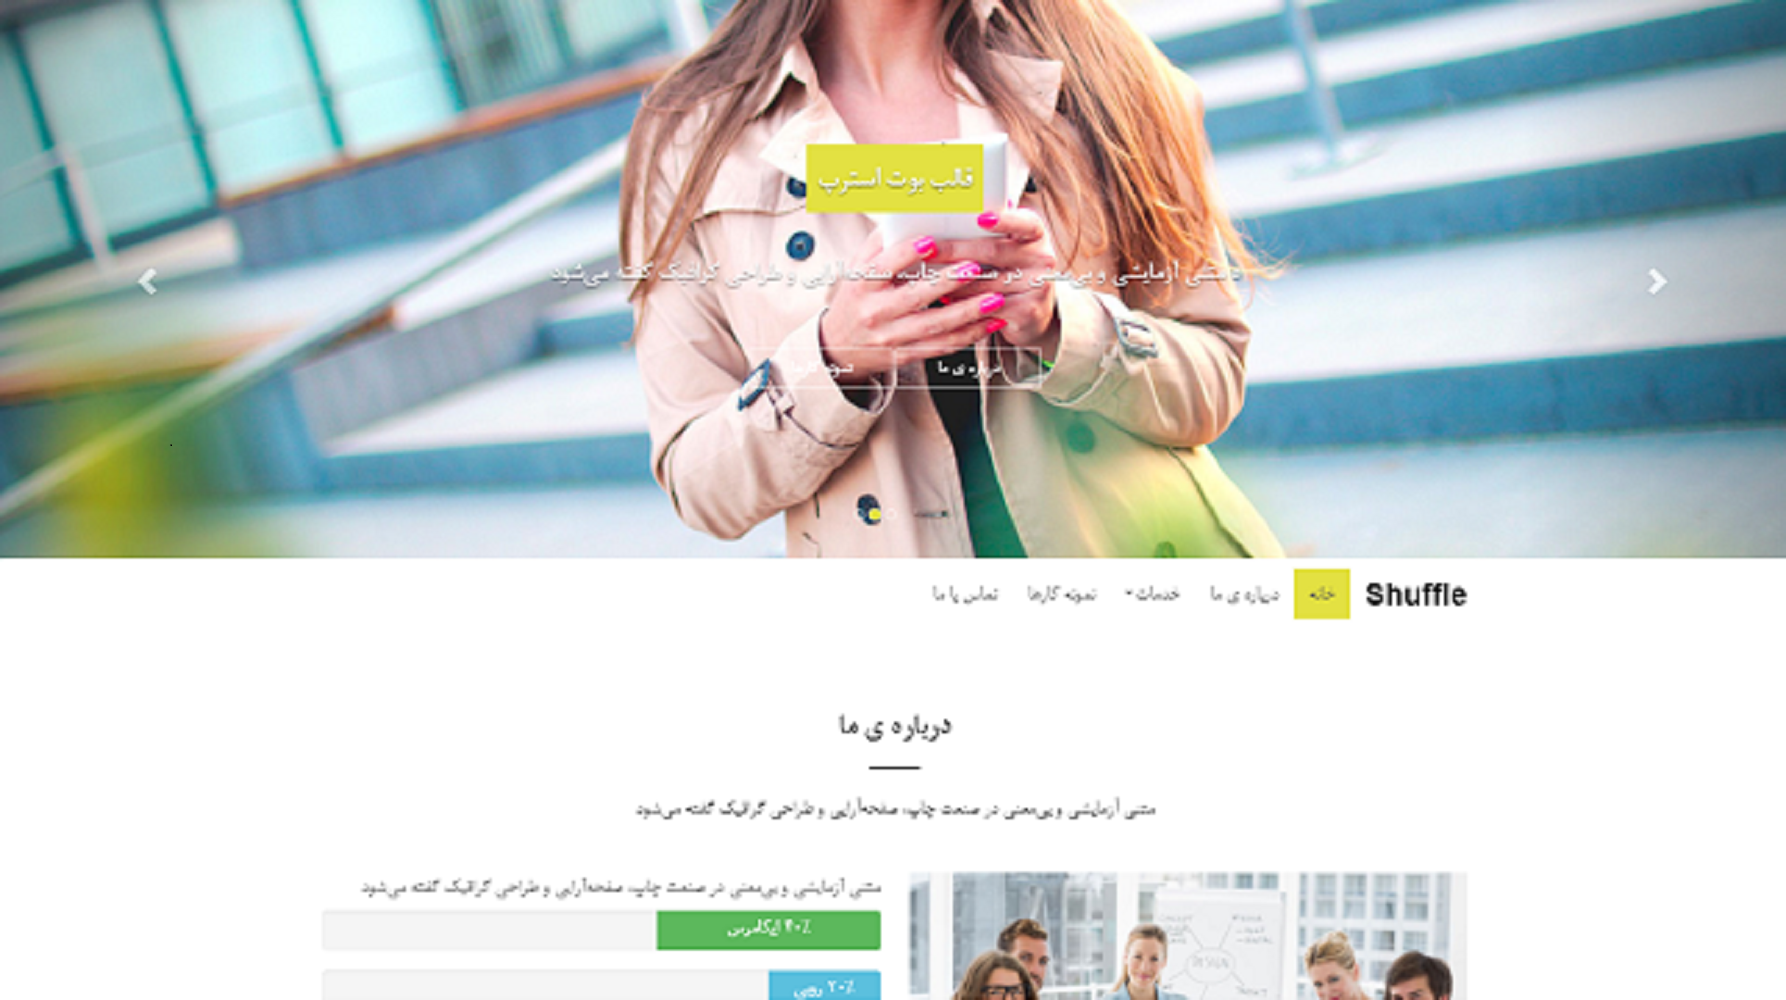 قالب بوت استرپ
متنی آزمایشی و بی‌معنی در صنعت چاپ، صفحه‌آرایی و طراحی گرافیک گفته می‌شود
درباره ی ما نمونه کارها
Shuffle خانه درباره ی ما خدمات نمونه کارها تماس با ما
درباره ی ما
متنی آزمایشی و بی‌معنی در صنعت چاپ، صفحه‌آرایی و طراحی گرافیک گفته می‌شود
متنی آزمایشی و بی‌معنی در صنعت چاپ، صفحه‌آرایی و طراحی گرافیک گفته می‌شود
۴۰٪ ایکامرس
۲۰٪ روبی
DESIGN